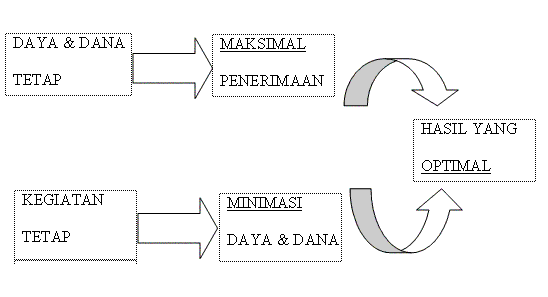 DAYA & DANA
TETAP
MAKSIMAL
PENERIMAAN
HASIL YANG
OPTIMAL
KEGIATAN
TETAP
MINIMASI
DAYA & DANA